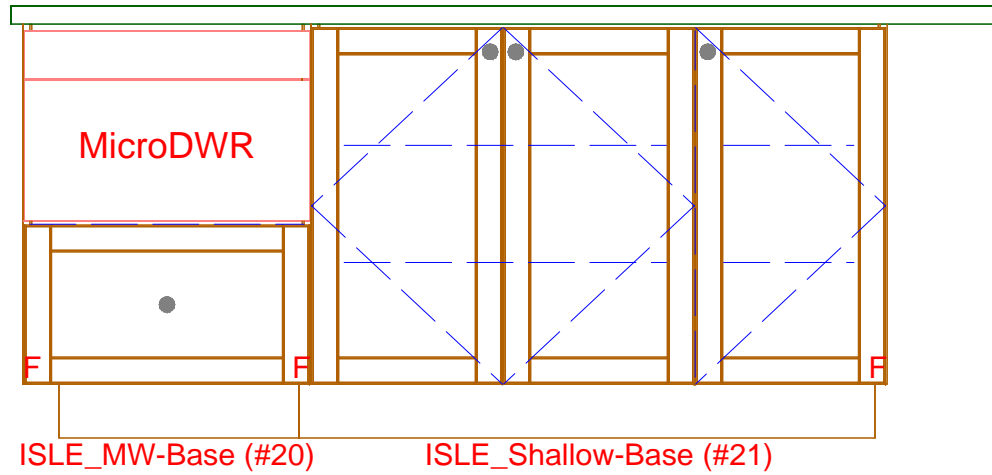 MicroDWR
F F F
ISLE_MW-Base (#20) ISLE_Shallow-Base (#21)